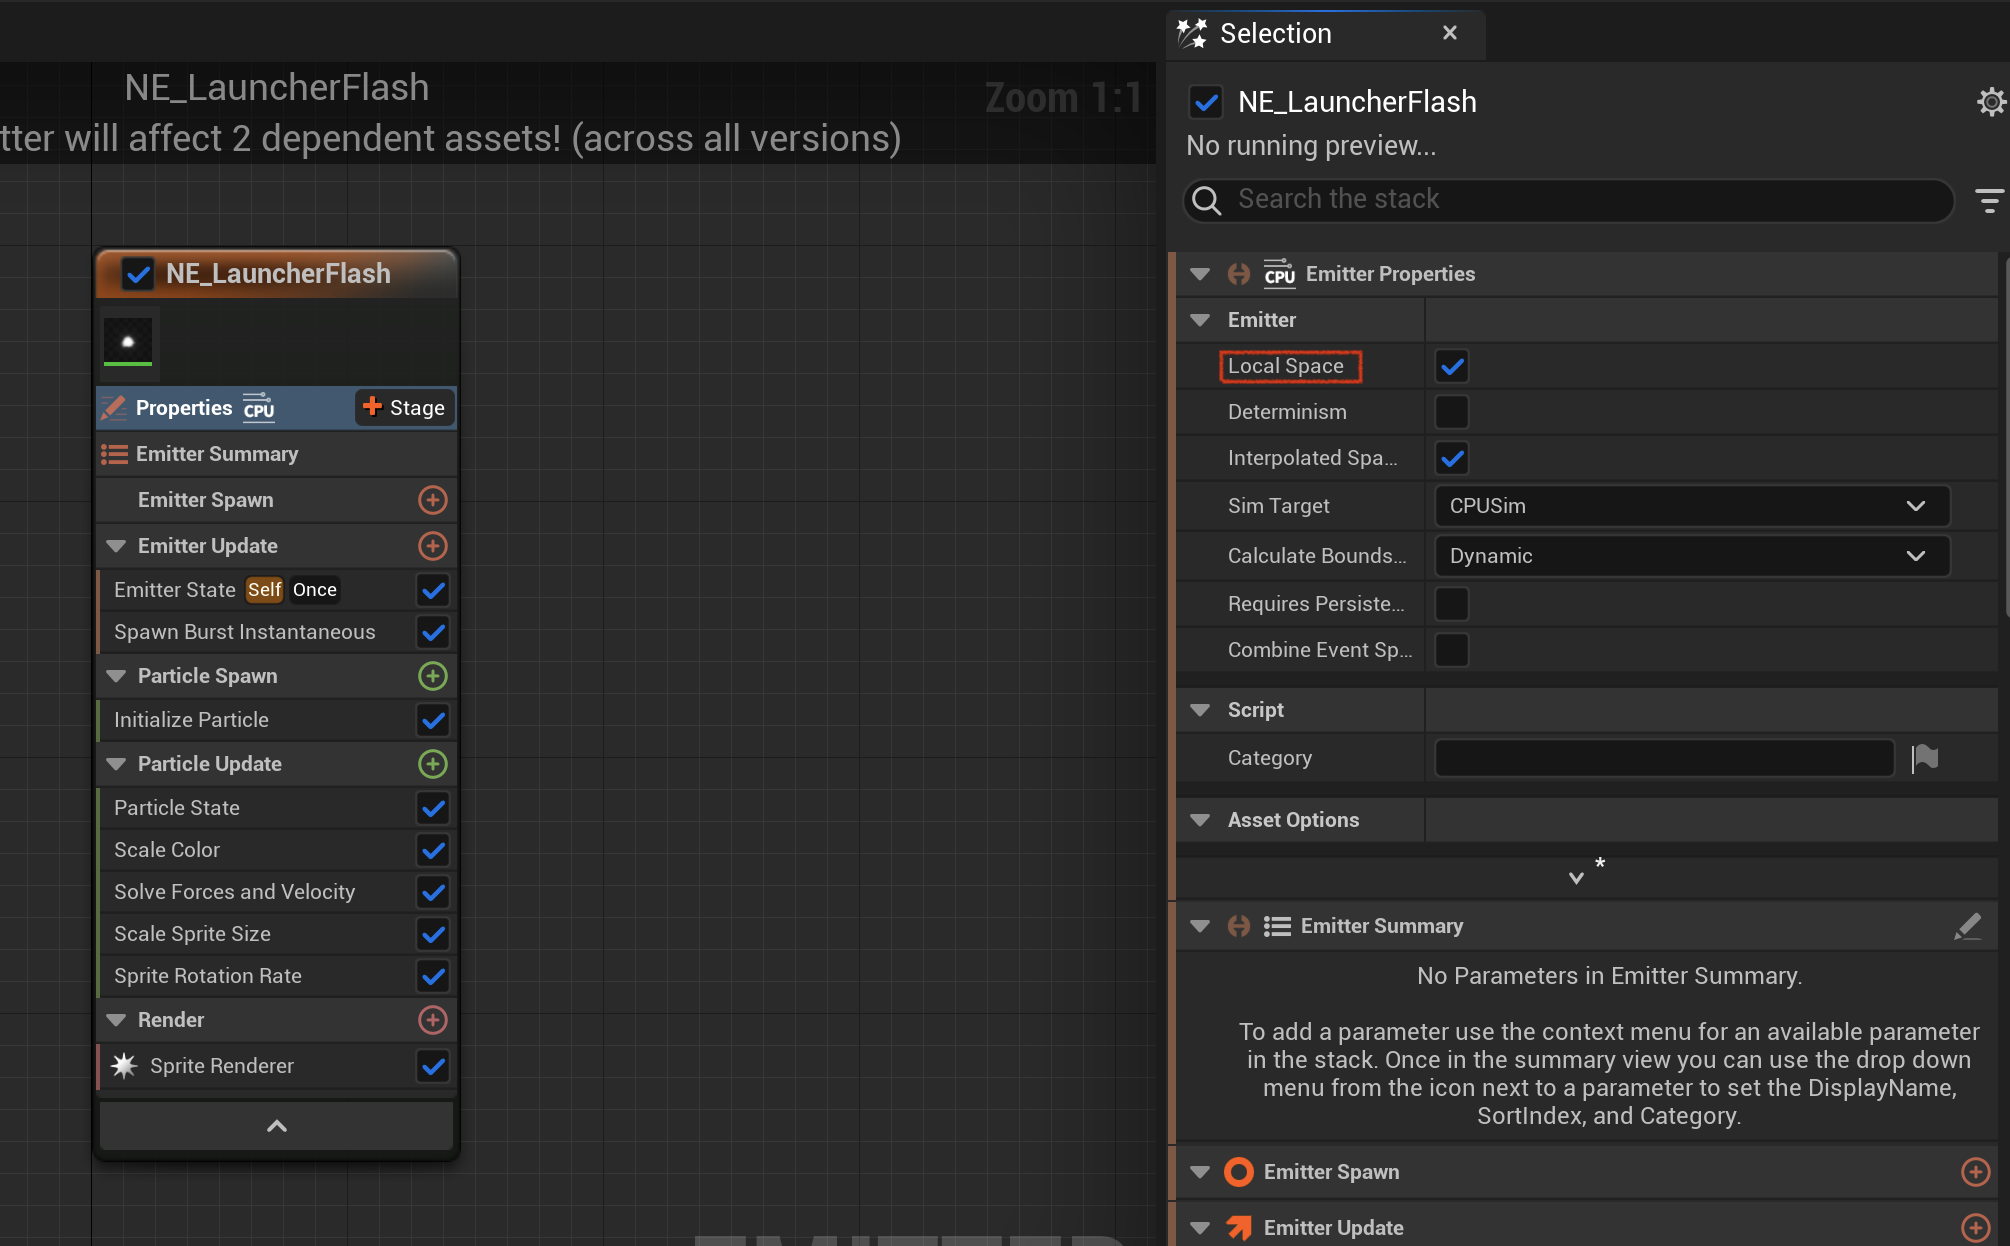 NE_LauncherFlash
Zoom 1:1
tter will affect 2 dependent assets! (across all versions)
NE_LauncherFlash
Properties CPU Stage
Emitter Summary
Emitter Spawn
Emitter Update
Emitter State Self Once
Spawn Burst Instantaneous
Particle Spawn
Initialize Particle
Particle Update
Particle State
Scale Color
Solve Forces and Velocity
Scale Sprite Size
Sprite Rotation Rate
Render
Sprite Renderer
Selection
NE_LauncherFlash
No running preview...
Search the stack
CPU Emitter Properties
Emitter
Local Space
Determinism
Interpolated Spa...
Sim Target CPUSim
Calculate Bounds... Dynamic
Requires Persiste...
Combine Event Sp...
Script
Category
Asset Options
*
Emitter Summary
No Parameters in Emitter Summary.
To add a parameter use the context menu for an available parameter
in the stack. Once in the summary view you can use the drop down
menu from the icon next to a parameter to set the DisplayName,
SortIndex, and Category.
Emitter Spawn
Emitter Update